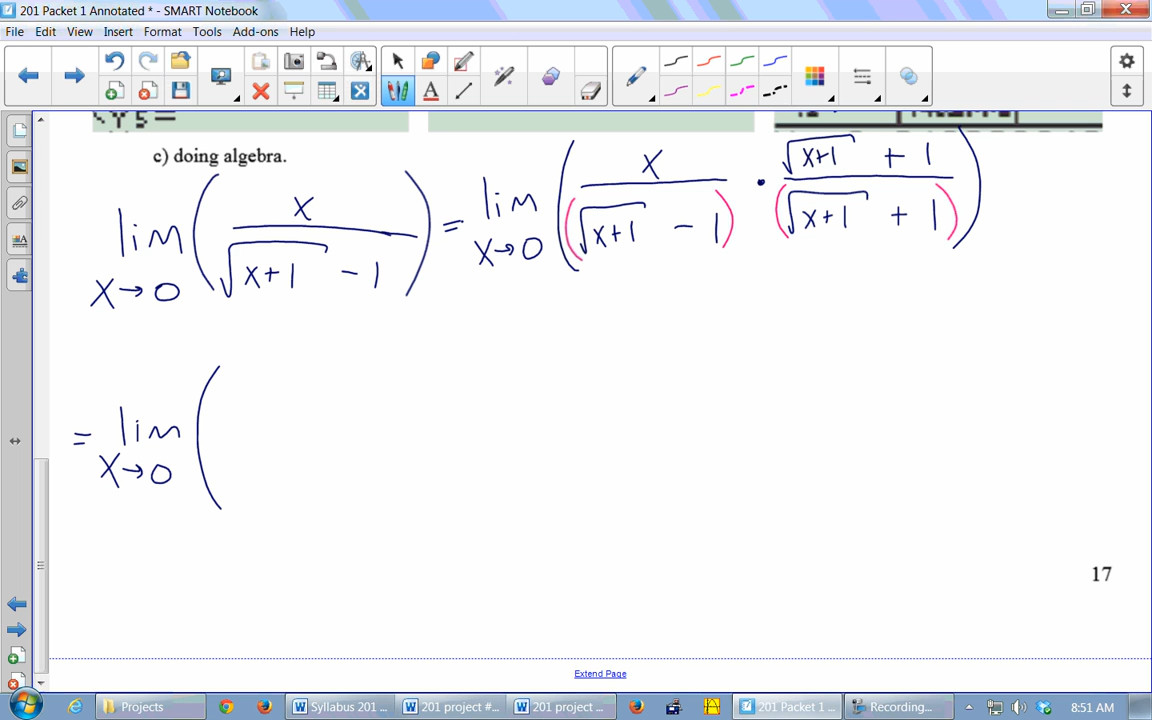 201 Packet 1 Annotated * - SMART Notebook
File Edit View Insert Format Tools Add-ons Help
c) doing algebra.
lim x→0 ( x / (√(x+1) - 1) ) = lim x→0 ( x / (√(x+1) - 1) · (√(x+1) + 1) / (√(x+1) + 1) )
= lim x→0 (
17
Extend Page
Projects
Syllabus 201 ...
201 project #...
201 project ...
201 Packet 1 ...
Recording...
8:51 AM